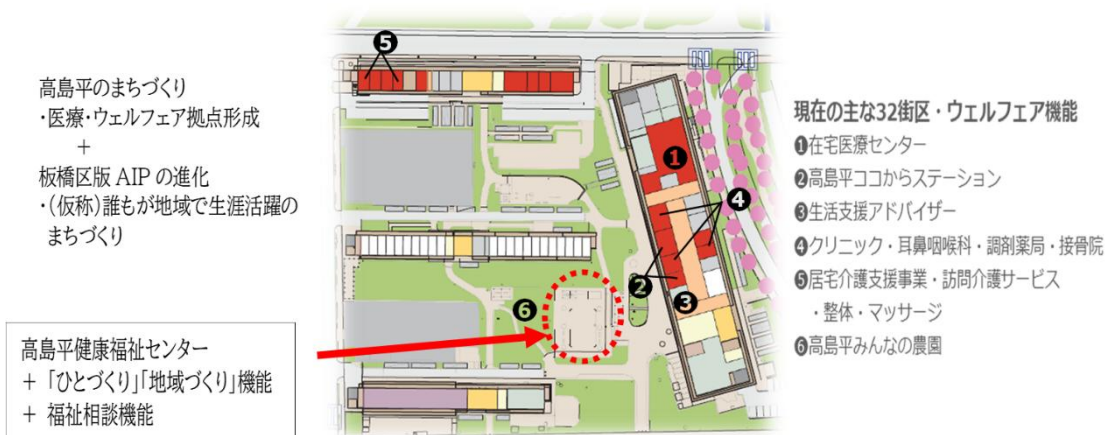 高島平のまちづくり
・医療・ウェルフェア拠点形成
+
板橋区版 AIP の進化
・(仮称)誰もが地域で生涯活躍の
まちづくり
高島平健康福祉センター
+ 「ひとづくり」「地域づくり」機能
+ 福祉相談機能
❺
❶
❹
❷
❸
❻
現在の主な32街区・ウェルフェア機能
❶在宅医療センター
❷高島平ココからステーション
❸生活支援アドバイザー
❹クリニック・耳鼻咽喉科・調剤薬局・接骨院
❺居宅介護支援事業・訪問介護サービス
・整体・マッサージ
❻高島平みんなの農園